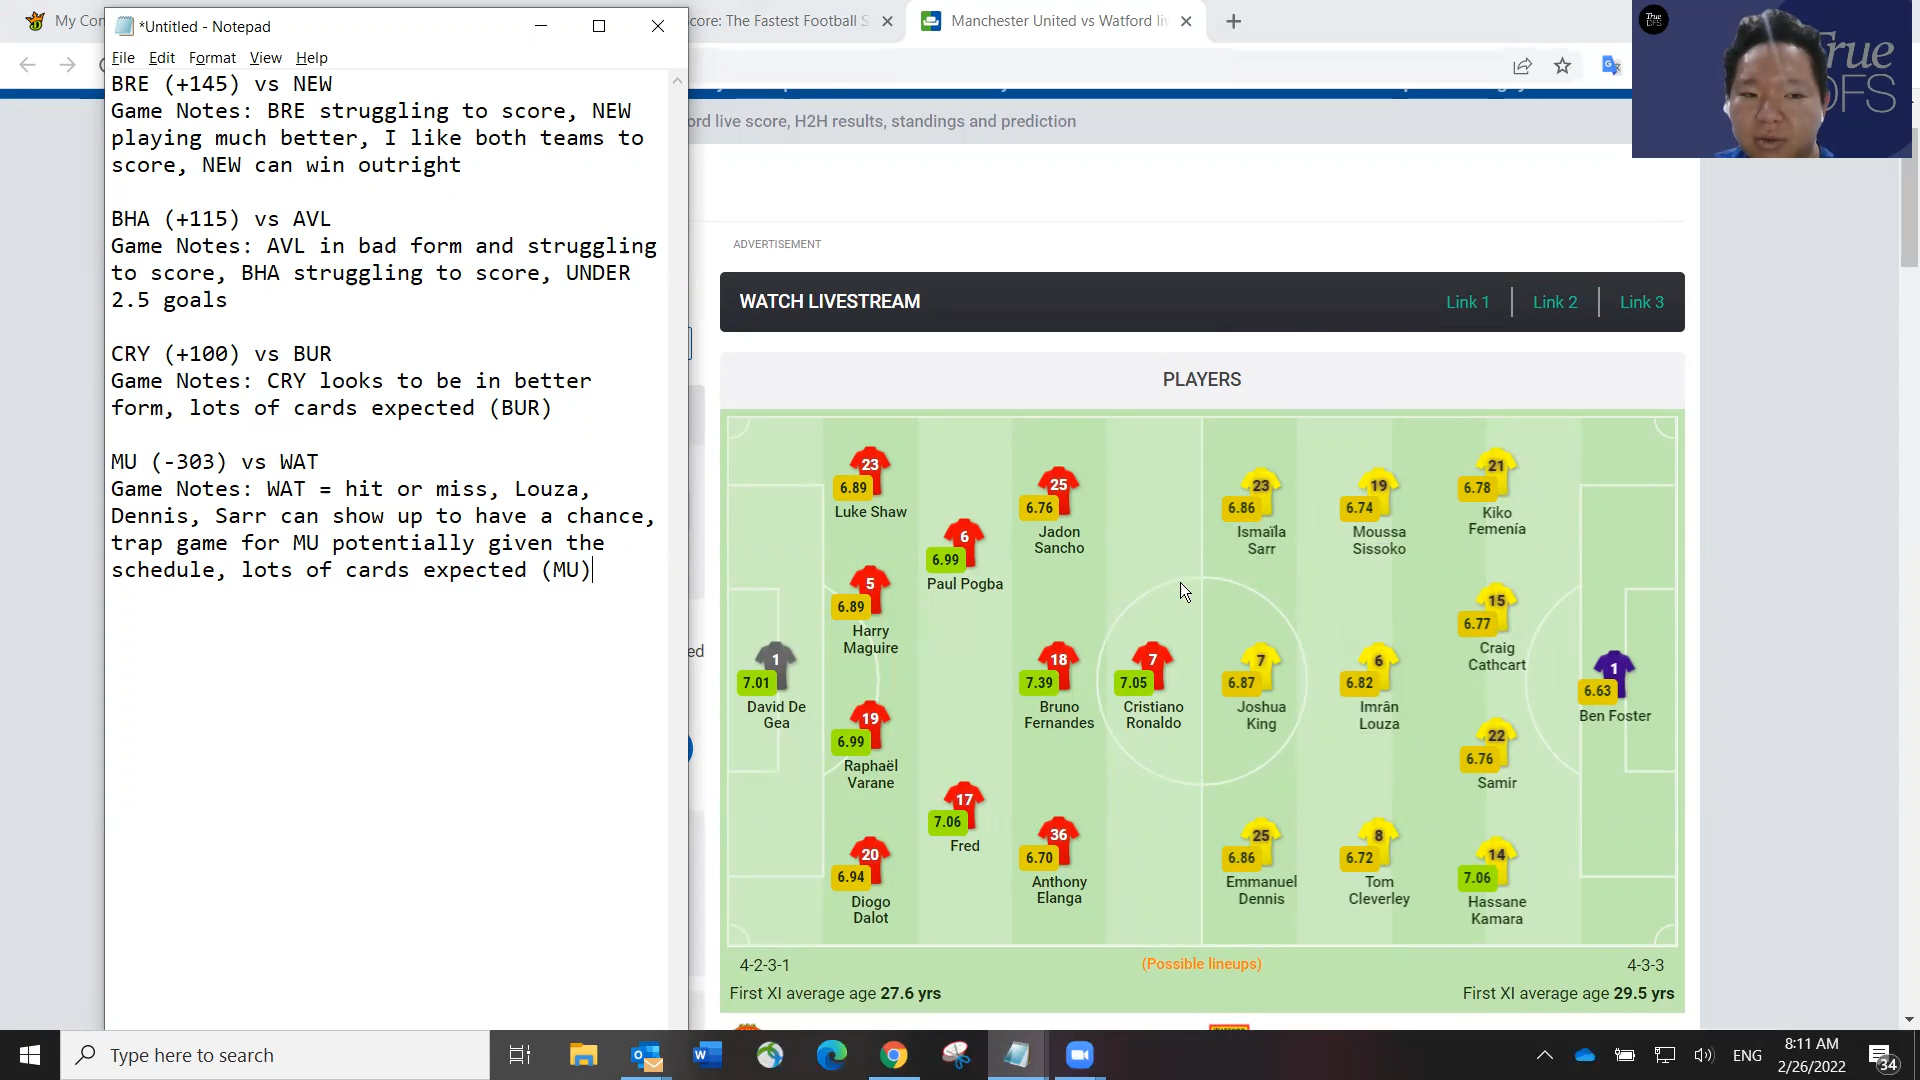 My Con
*Untitled - Notepad
core: The Fastest Football S
Manchester United vs Watford liv
File Edit Format View Help
BRE (+145) vs NEW
Game Notes: BRE struggling to score, NEW
playing much better, I like both teams to
score, NEW can win outright
BHA (+115) vs AVL
Game Notes: AVL in bad form and struggling
to score, BHA struggling to score, UNDER
2.5 goals
CRY (+100) vs BUR
Game Notes: CRY looks to be in better
form, lots of cards expected (BUR)
MU (-303) vs WAT
Game Notes: WAT = hit or miss, Louza,
Dennis, Sarr can show up to have a chance,
trap game for MU potentially given the
schedule, lots of cards expected (MU)
ord live score, H2H results, standings and prediction
True
DFS
True
DFS
ADVERTISEMENT
WATCH LIVESTREAM
Link 1 Link 2 Link 3
PLAYERS
ed
1
7.01
David De
Gea
23
6.89
Luke Shaw
5
6.89
Harry
Maguire
19
6.99
Raphaël
Varane
20
6.94
Diogo
Dalot
6
6.99
Paul Pogba
17
7.06
Fred
25
6.76
Jadon
Sancho
18
7.39
Bruno
Fernandes
36
6.70
Anthony
Elanga
7
7.05
Cristiano
Ronaldo
23
6.86
Ismaïla
Sarr
7
6.87
Joshua
King
25
6.86
Emmanuel
Dennis
19
6.74
Moussa
Sissoko
6
6.82
Imrân
Louza
8
6.72
Tom
Cleverley
21
6.78
Kiko
Femenía
15
6.77
Craig
Cathcart
22
6.76
Samir
14
7.06
Hassane
Kamara
1
6.63
Ben Foster
4-2-3-1
(Possible lineups)
4-3-3
First XI average age 27.6 yrs
First XI average age 29.5 yrs
Type here to search
ENG
8:11 AM
2/26/2022
34